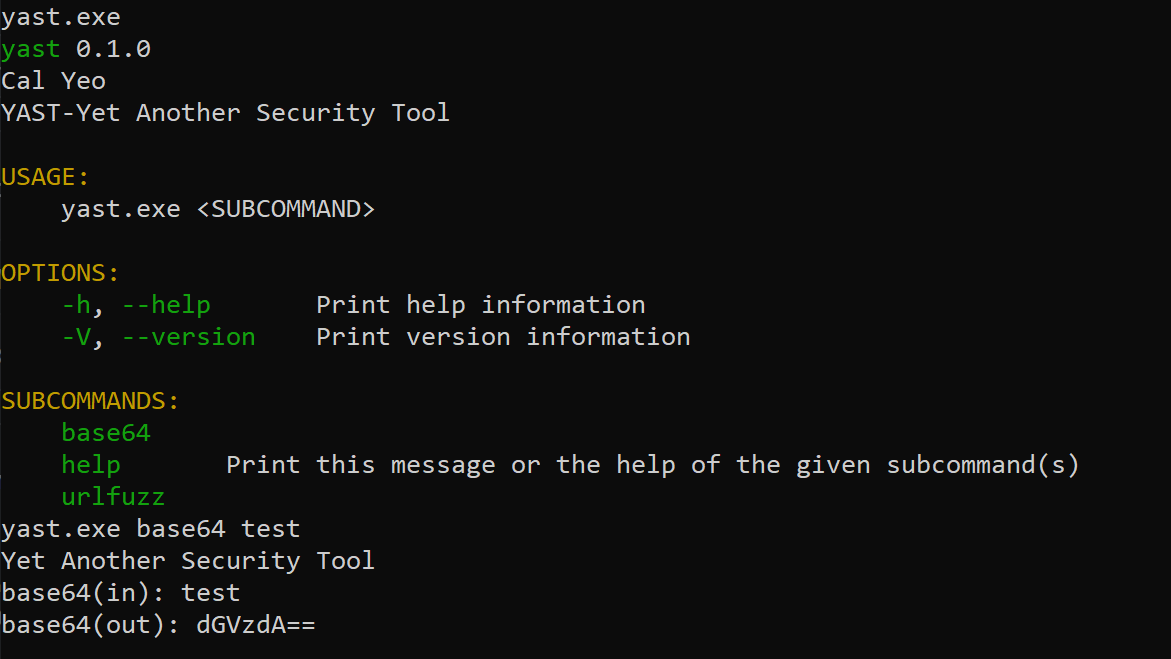 yast.exe
yast 0.1.0
Cal Yeo
YAST-Yet Another Security Tool

USAGE:
    yast.exe <SUBCOMMAND>

OPTIONS:
    -h, --help       Print help information
    -V, --version    Print version information

SUBCOMMANDS:
    base64
    help       Print this message or the help of the given subcommand(s)
    urlfuzz
yast.exe base64 test
Yet Another Security Tool
base64(in): test
base64(out): dGVzdA==